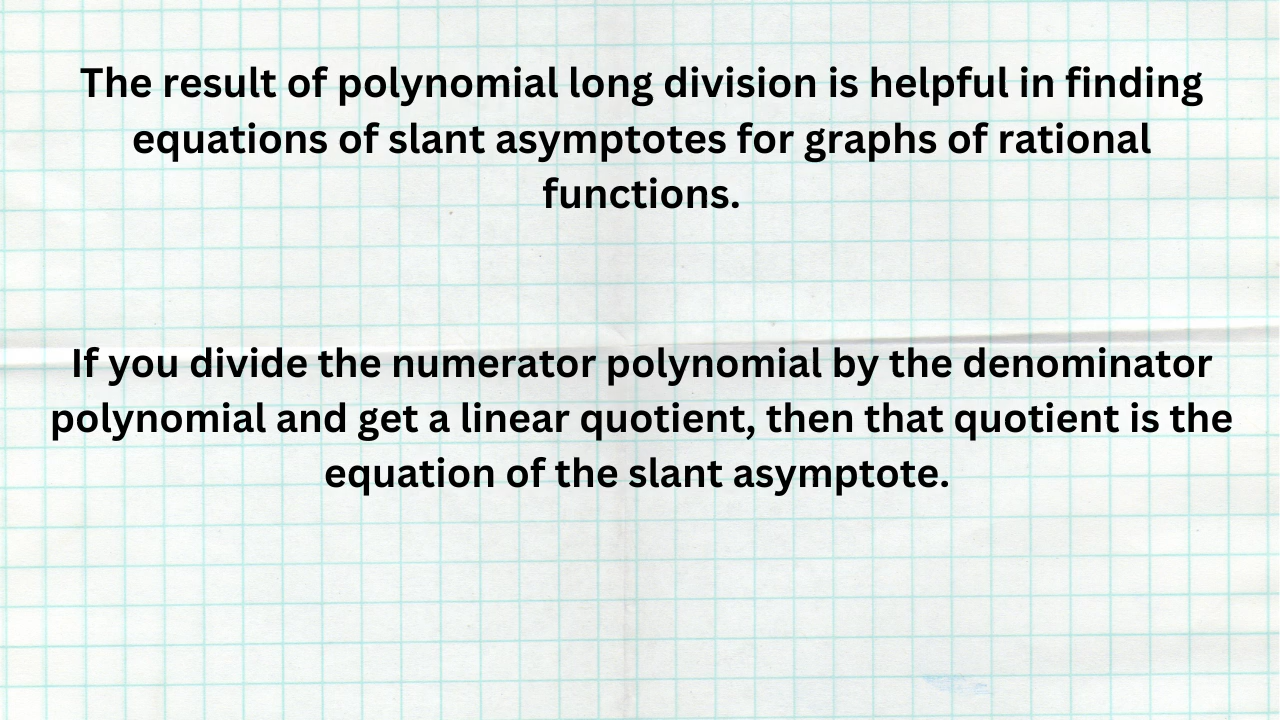 The result of polynomial long division is helpful in finding
equations of slant asymptotes for graphs of rational
functions.
If you divide the numerator polynomial by the denominator
polynomial and get a linear quotient, then that quotient is the
equation of the slant asymptote.